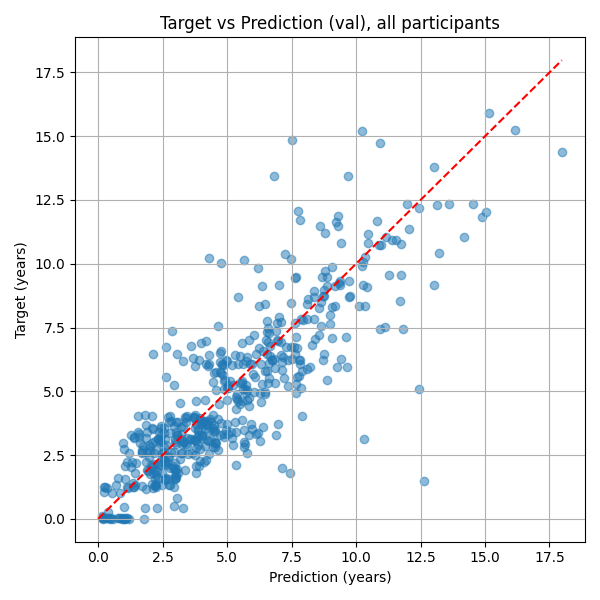 Target vs Prediction (val), all participants
Target (years)
17.5
15.0
12.5
10.0
7.5
5.0
2.5
0.0
0.0 2.5 5.0 7.5 10.0 12.5 15.0 17.5
Prediction (years)